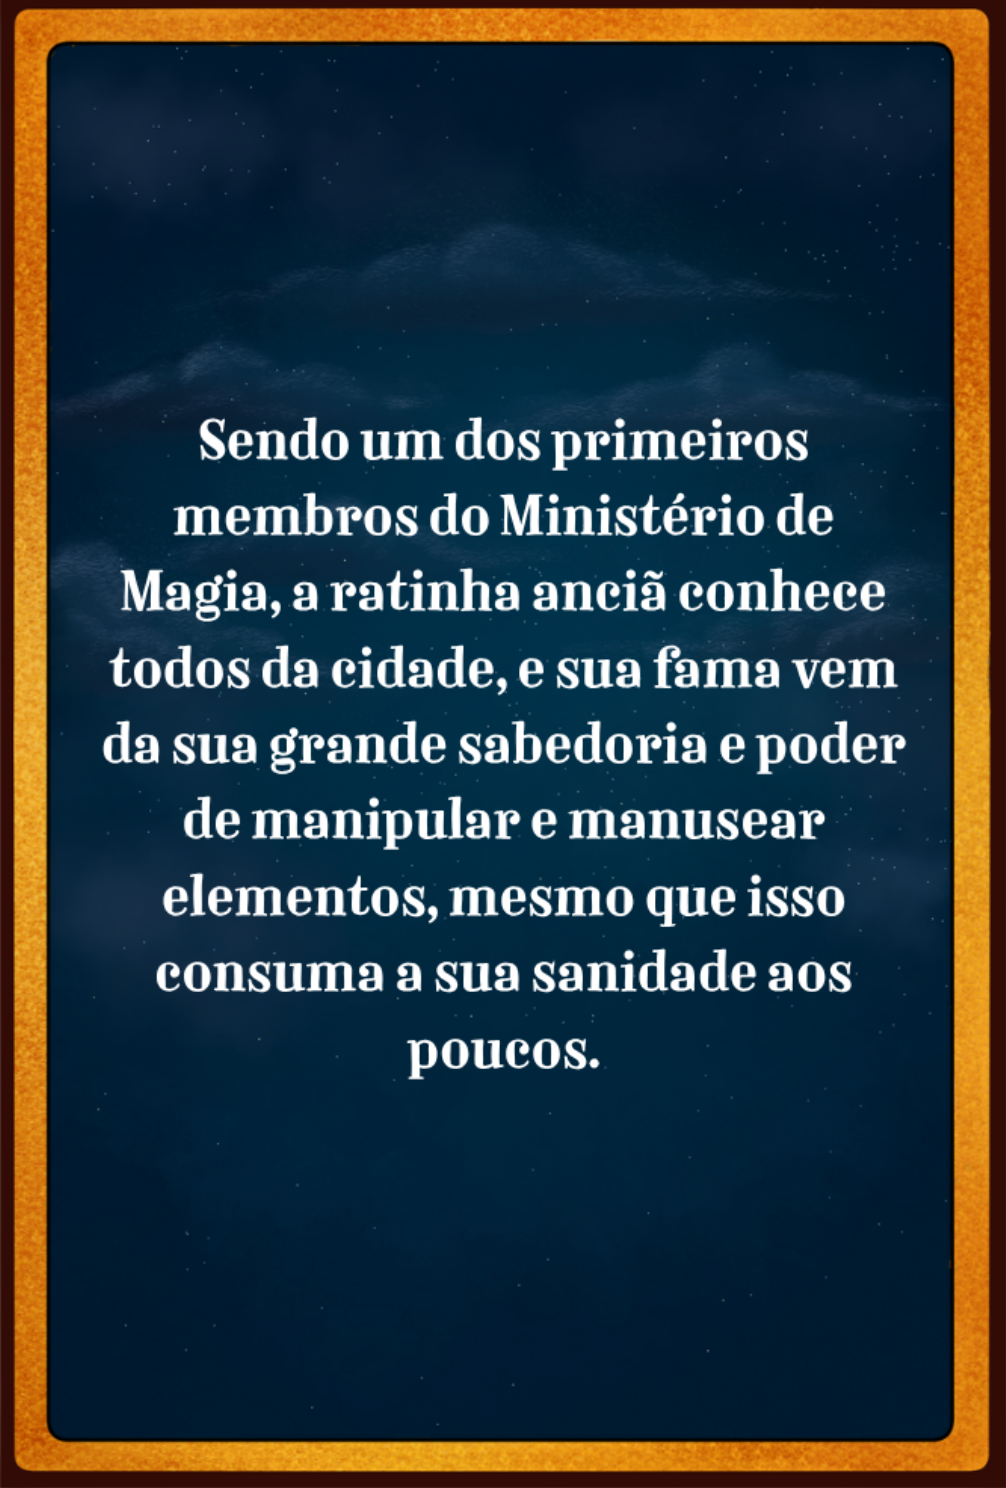 Sendo um dos primeiros
membros do Ministério de
Magia, a ratinha anciã conhece
todos da cidade, e sua fama vem
da sua grande sabedoria e poder
de manipular e manusear
elementos, mesmo que isso
consuma a sua sanidade aos
poucos.